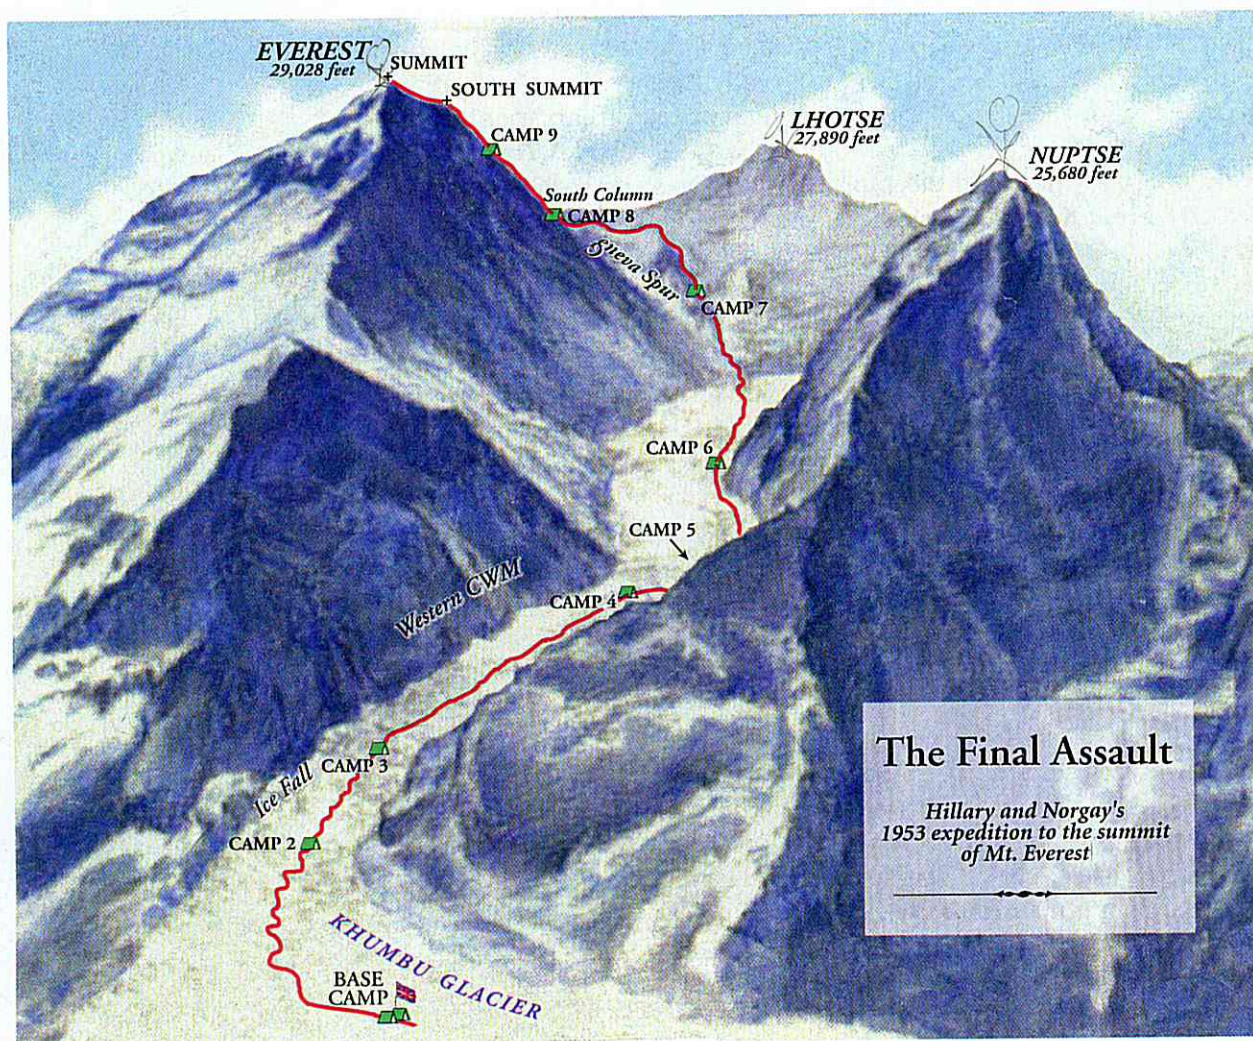 EVEREST
29,028 feet
SUMMIT
SOUTH SUMMIT
CAMP 9
LHOTSE
27,890 feet
NUPTSE
25,680 feet
South Column
CAMP 8
Gneva Spur
CAMP 7
CAMP 6
CAMP 5
CAMP 4
Western CWM
CAMP 3
Ice Fall
CAMP 2
KHUMBU GLACIER
BASE
CAMP
The Final Assault
Hillary and Norgay's
1953 expedition to the summit
of Mt. Everest